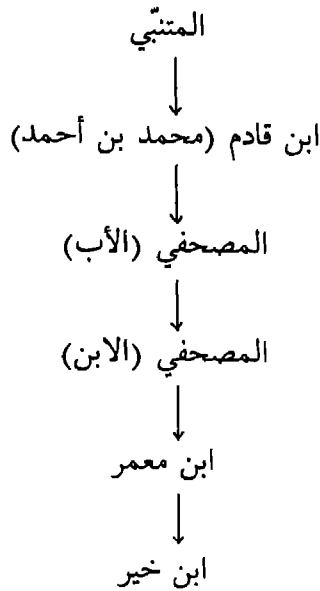 المتنبّي
ابن قادم (محمد بن أحمد)
المصحفي (الأب)
المصحفي (الابن)
ابن معمر
ابن خير